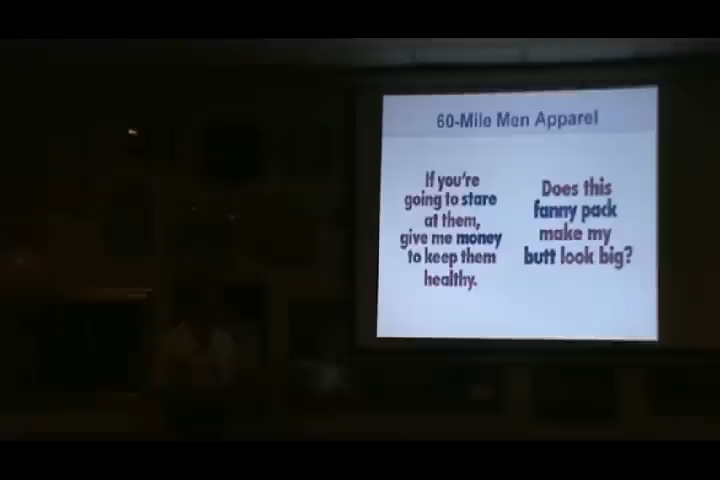 60-Mile Men Apparel
If you're
going to stare
at them,
give me money
to keep them
healthy.
Does this
fanny pack
make my
butt look big?